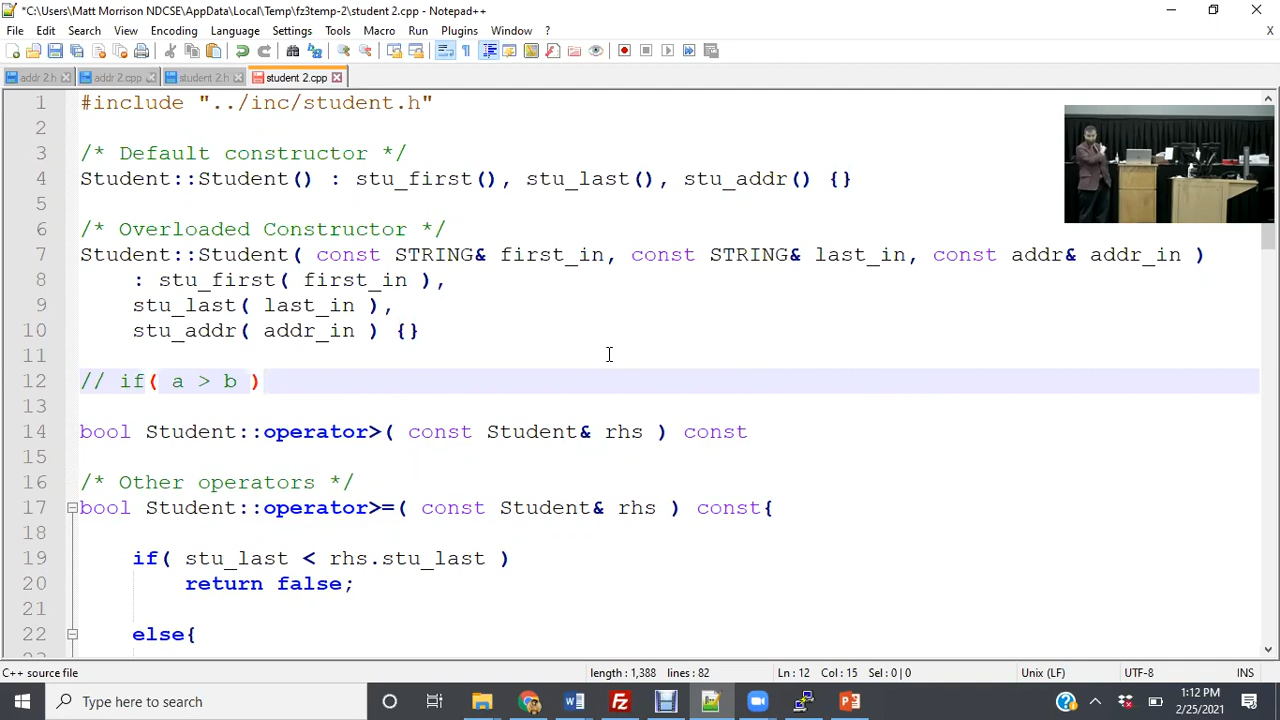 *C:\Users\Matt Morrison NDCSE\AppData\Local\Temp\fz3temp-2\student 2.cpp - Notepad++
File Edit Search View Encoding Language Settings Tools Macro Run Plugins Window ?
X
addr 2.h addr 2.cpp student 2.h student 2.cpp
1 #include "../inc/student.h"
2
3 /* Default constructor */
4 Student::Student() : stu_first(), stu_last(), stu_addr() {}
5
6 /* Overloaded Constructor */
7 Student::Student( const STRING& first_in, const STRING& last_in, const addr& addr_in )
8 : stu_first( first_in ),
9 stu_last( last_in ),
10 stu_addr( addr_in ) {}
11
12 // if( a > b )
13
14 bool Student::operator>( const Student& rhs ) const
15
16 /* Other operators */
17 bool Student::operator>=( const Student& rhs ) const{
18
19 if( stu_last < rhs.stu_last )
20 return false;
21
22 else{
C++ source file length : 1,388 lines : 82 Ln : 12 Col : 15 Sel : 0 | 0 Unix (LF) UTF-8 INS
Type here to search
1:12 PM
2/25/2021